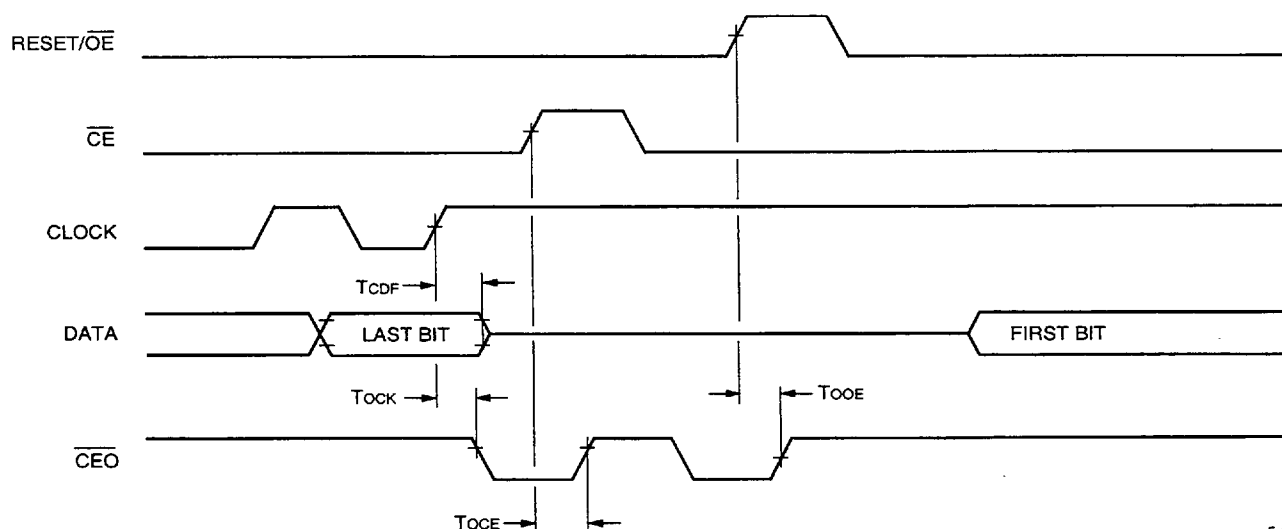 RESET/OE
CE
CLOCK
TCDF
DATA
LAST BIT
FIRST BIT
TOCK
TOOE
CEO
TOCE